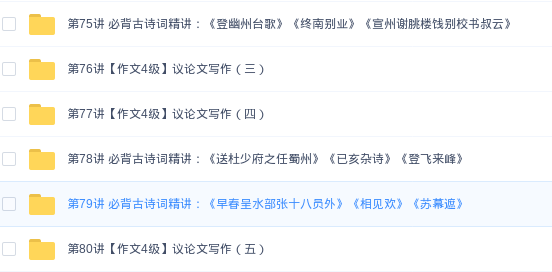 第75讲 必背古诗词精讲：《登幽州台歌》《终南别业》《宣州谢朓楼饯别校书叔云》
第76讲【作文4级】议论文写作（三）
第77讲【作文4级】议论文写作（四）
第78讲 必背古诗词精讲：《送杜少府之任蜀州》《已亥杂诗》《登飞来峰》
第79讲 必背古诗词精讲：《早春呈水部张十八员外》《相见欢》《苏幕遮》
第80讲【作文4级】议论文写作（五）